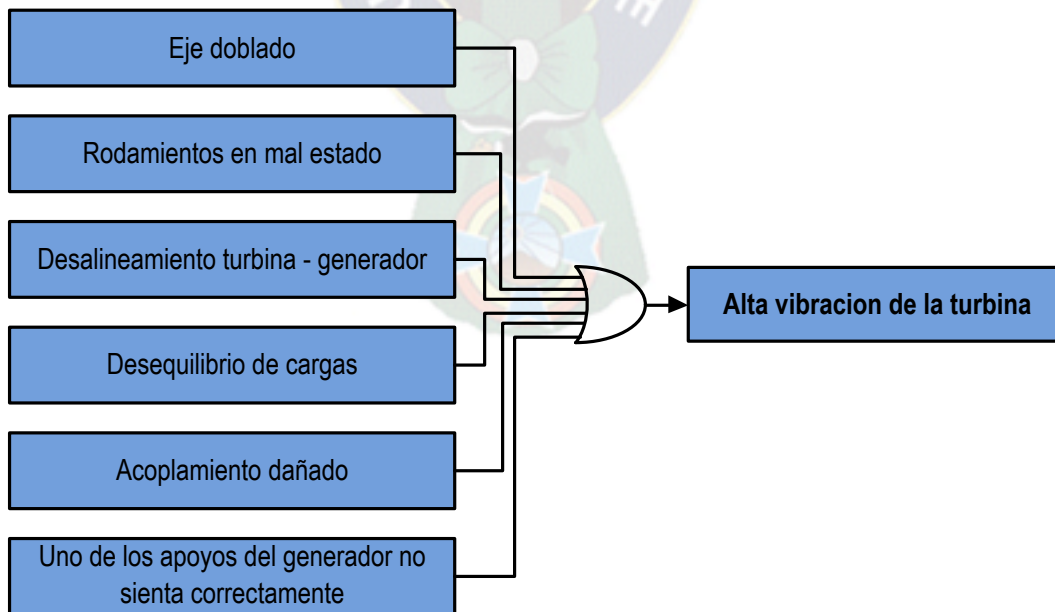 Eje doblado
Rodamientos en mal estado
Desalineamiento turbina - generador
Desequilibrio de cargas
Acoplamiento dañado
Uno de los apoyos del generador no
sienta correctamente
Alta vibracion de la turbina